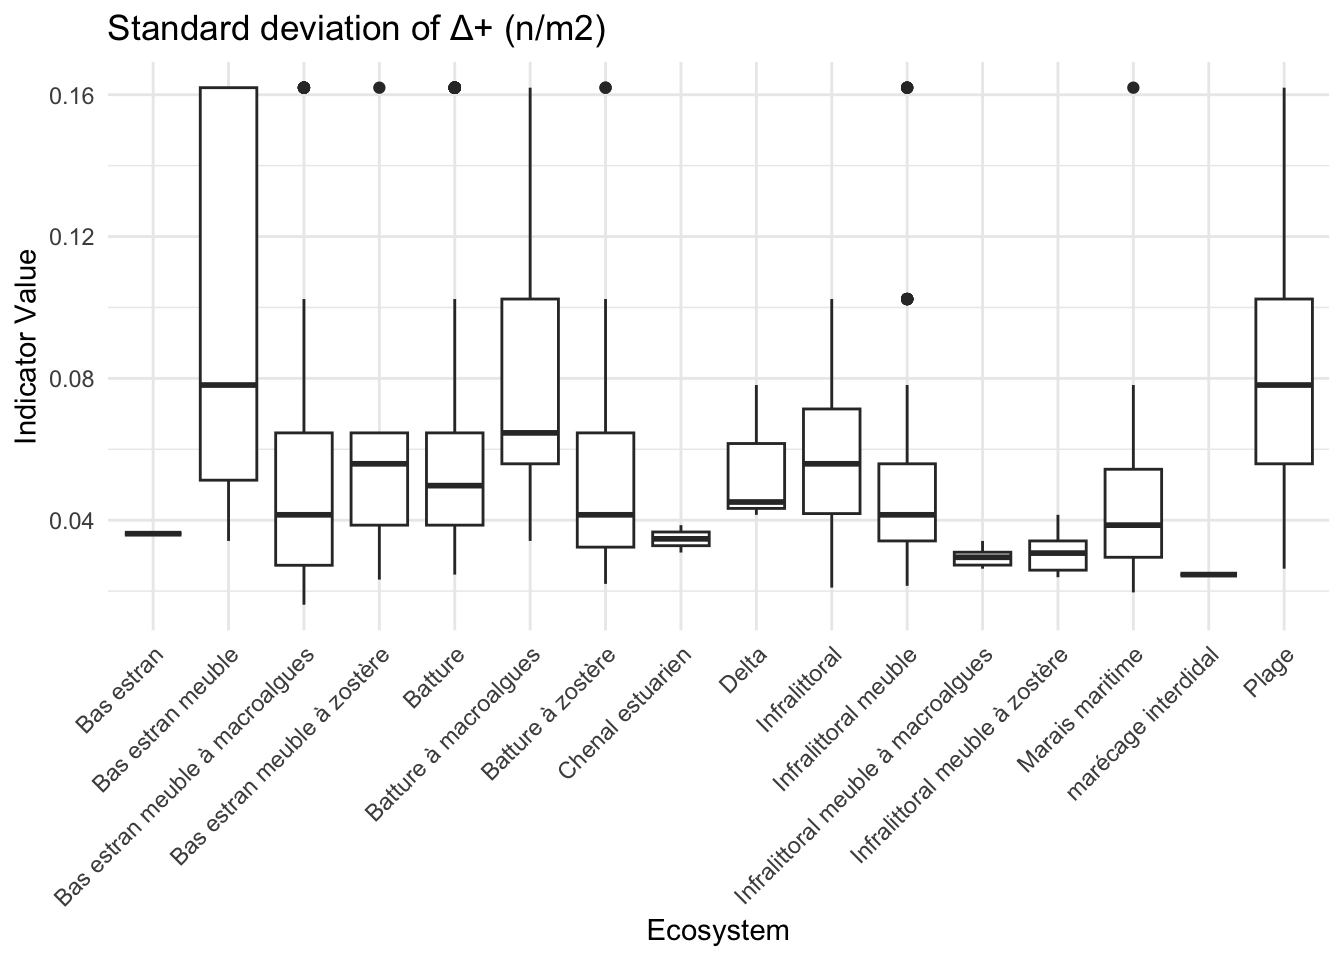 Standard deviation of Δ+ (n/m2)
Indicator Value
0.16
0.12
0.08
0.04
Bas estran
Bas estran meuble
Bas estran meuble à macroalgues
Bas estran meuble à zostère
Batture
Batture à macroalgues
Batture à zostère
Chenal estuarien
Delta
Infralittoral
Infralittoral meuble
Infralittoral meuble à macroalgues
Infralittoral meuble à zostère
Marais maritime
marécage interdidal
Plage
Ecosystem